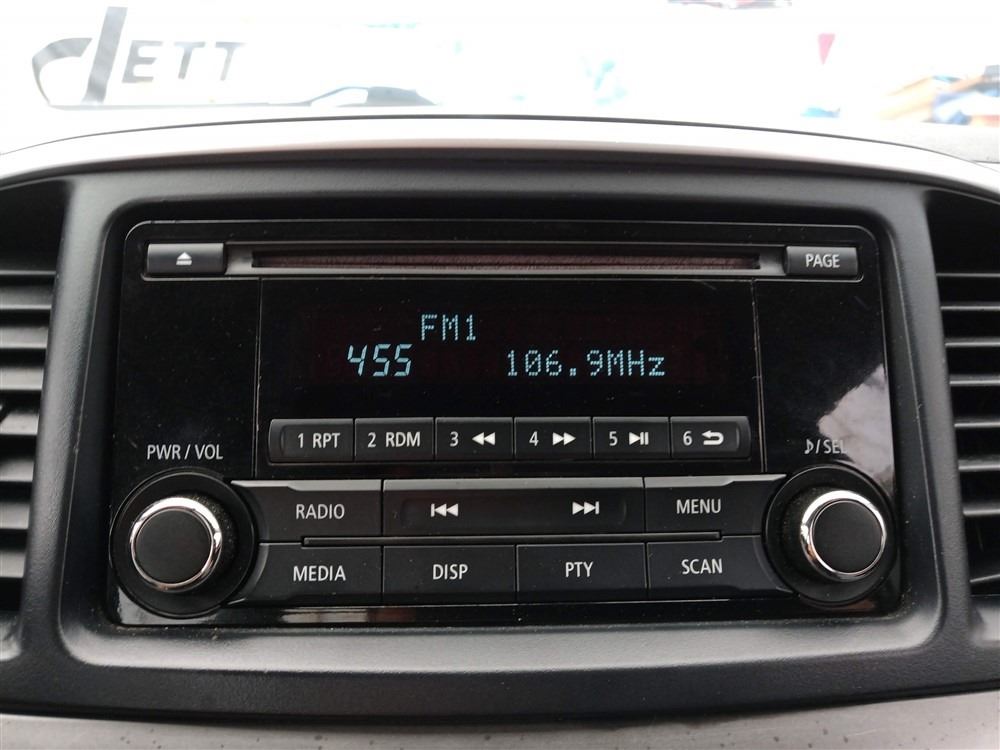 dETT
PAGE
FM1
455 106.9MHz
1 RPT 2 RDM 3 4 5 6
PWR / VOL
♪/SEL
RADIO MENU
MEDIA DISP PTY SCAN